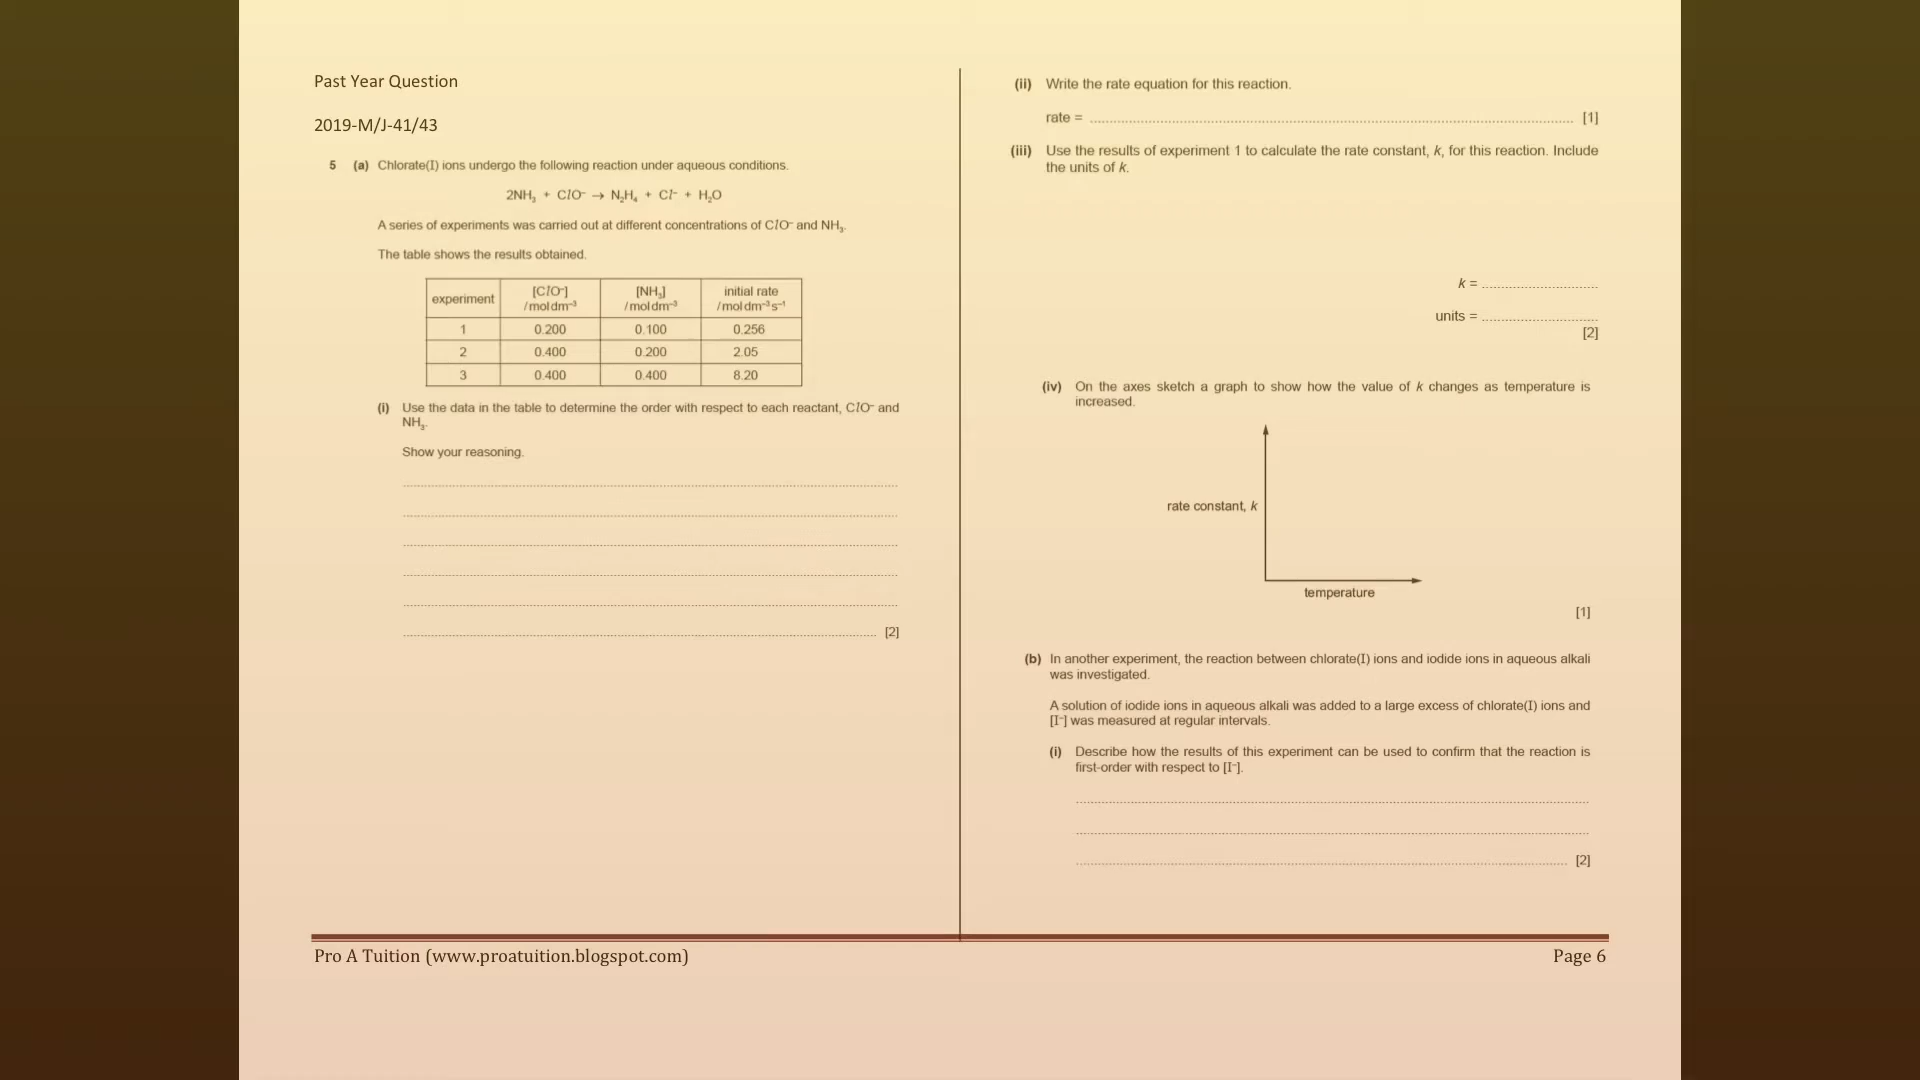 Past Year Question
2019-M/J-41/43
5 (a) Chlorate(I) ions undergo the following reaction under aqueous conditions.
2NH₃ + ClO⁻ → N₂H₄ + Cl⁻ + H₂O
A series of experiments was carried out at different concentrations of ClO⁻ and NH₃.
The table shows the results obtained.
experiment [ClO⁻] /mol dm⁻³ [NH₃] /mol dm⁻³ initial rate /mol dm⁻³ s⁻¹
1 0.200 0.100 0.256
2 0.400 0.200 2.05
3 0.400 0.400 8.20
(i) Use the data in the table to determine the order with respect to each reactant, ClO⁻ and
NH₃.
Show your reasoning.
[2]
(ii) Write the rate equation for this reaction.
rate = [1]
(iii) Use the results of experiment 1 to calculate the rate constant, k, for this reaction. Include
the units of k.
k =
units =
[2]
(iv) On the axes sketch a graph to show how the value of k changes as temperature is
increased.
rate constant, k
temperature
[1]
(b) In another experiment, the reaction between chlorate(I) ions and iodide ions in aqueous alkali
was investigated.
A solution of iodide ions in aqueous alkali was added to a large excess of chlorate(I) ions and
[I⁻] was measured at regular intervals.
(i) Describe how the results of this experiment can be used to confirm that the reaction is
first-order with respect to [I⁻].
[2]
Pro A Tuition (www.proatuition.blogspot.com) Page 6